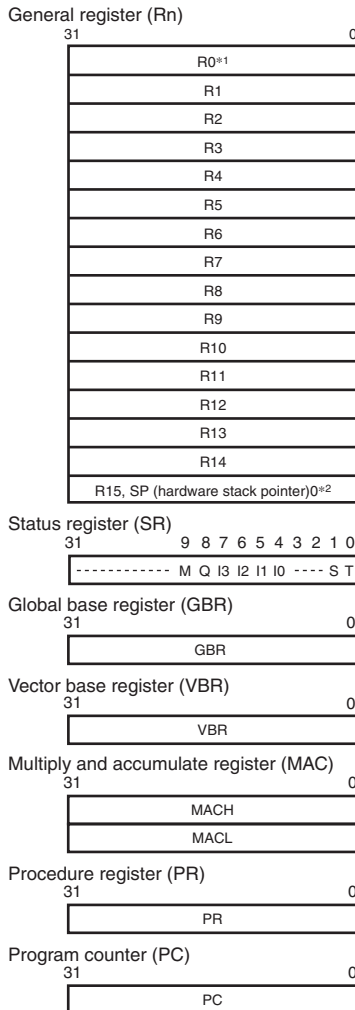 General register (Rn)
31 0
R0*1
R1
R2
R3
R4
R5
R6
R7
R8
R9
R10
R11
R12
R13
R14
R15, SP (hardware stack pointer)0*2
Status register (SR)
31 9 8 7 6 5 4 3 2 1 0
------------ M Q I3 I2 I1 I0 ---- S T
Global base register (GBR)
31 0
GBR
Vector base register (VBR)
31 0
VBR
Multiply and accumulate register (MAC)
31 0
MACH
MACL
Procedure register (PR)
31 0
PR
Program counter (PC)
31 0
PC